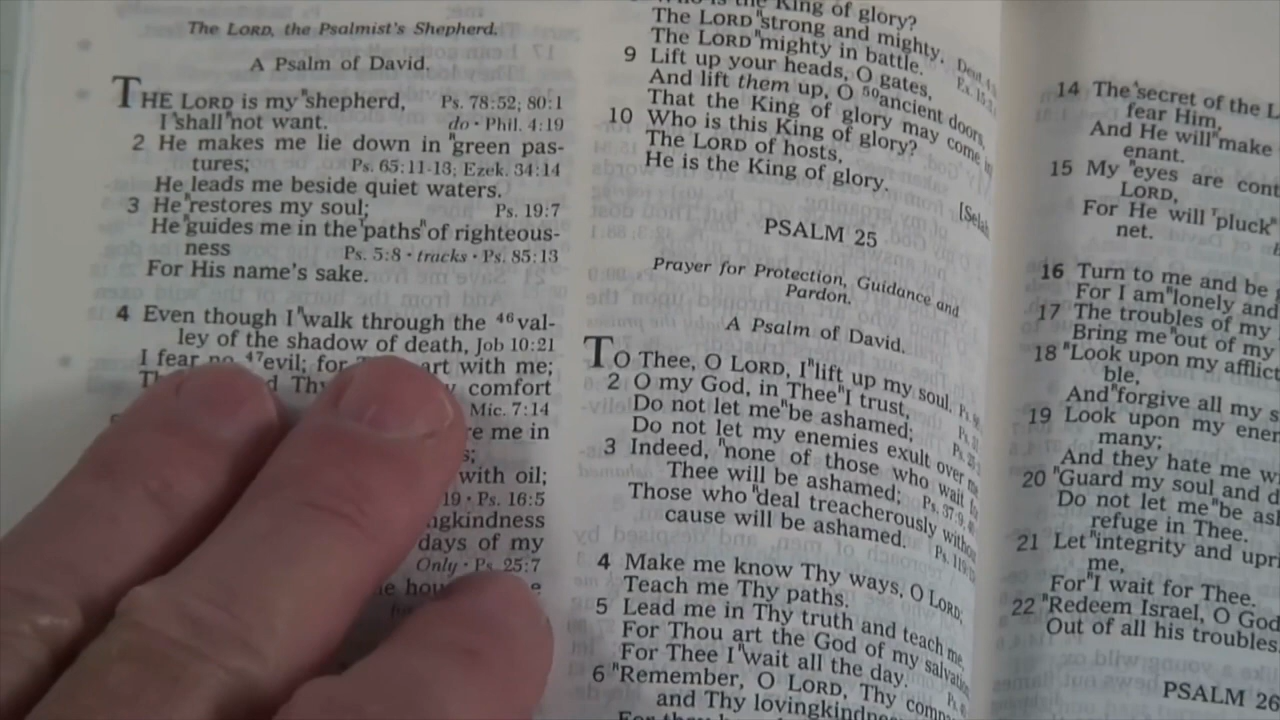 The LORD, the Psalmist's Shepherd.
A Psalm of David.
THE LORD is my "shepherd, Ps. 78:52; 80:1
I 'shall "not want. do · Phil. 4:19
2 He makes me lie down in "green pas-
tures; Ps. 65:11-13; Ezek. 34:14
He leads me beside quiet waters.
3 He "restores my soul; Ps. 19:7
He "guides me in the 'paths" of righteous-
ness Ps. 5:8 · tracks · Ps. 85:13
For His name's sake.
4 Even though I "walk through the 46val-
ley of the shadow of death, Job 10:21
I fear no 47evil; for art with me;
Thy comfort
Mic. 7:14
me in
with oil;
Ps. 16:5
days of my
Only · Ps. 25:7
King of glory?
The LORD "strong and mighty,
The LORD "mighty in battle.
9 Lift up your heads, O gates,
And lift them up, O 50ancient doors,
That the King of glory may come
10 Who is this King of glory?
The LORD of hosts,
He is the King of glory.
[Selah
PSALM 25
Prayer for Protection, Guidance and
Pardon.
A Psalm of David.
TO Thee, O LORD, I "lift up my soul.
2 O my God, in Thee "I trust,
Do not let me "be ashamed;
Do not let my enemies exult over me.
3 Indeed, "none of those who wait
Thee will be ashamed; Ps. 37:9
Those who "deal treacherously
cause will be ashamed.
4 Make me know Thy ways, O LORD;
Teach me Thy paths.
5 Lead me in Thy truth and teach me,
For Thou art the God of my
For Thee I "wait all the day.
6 "Remember, O LORD, Thy
and Thy
14 The "secret of the
fear Him,
And He will "make
enant.
15 My "eyes are
LORD,
For He will 'pluck"
net.
16 Turn to me and be
For I am "lonely and
17 The troubles of my
Bring me "out of my
18 "Look upon my
ble,
And "forgive all my
19 Look upon my
many;
And they hate me
20 "Guard my soul and
Do not let me "be
refuge in Thee.
21 Let "integrity and
me,
For "I wait for Thee.
22 "Redeem Israel, O God
Out of all his troubles
PSALM 26